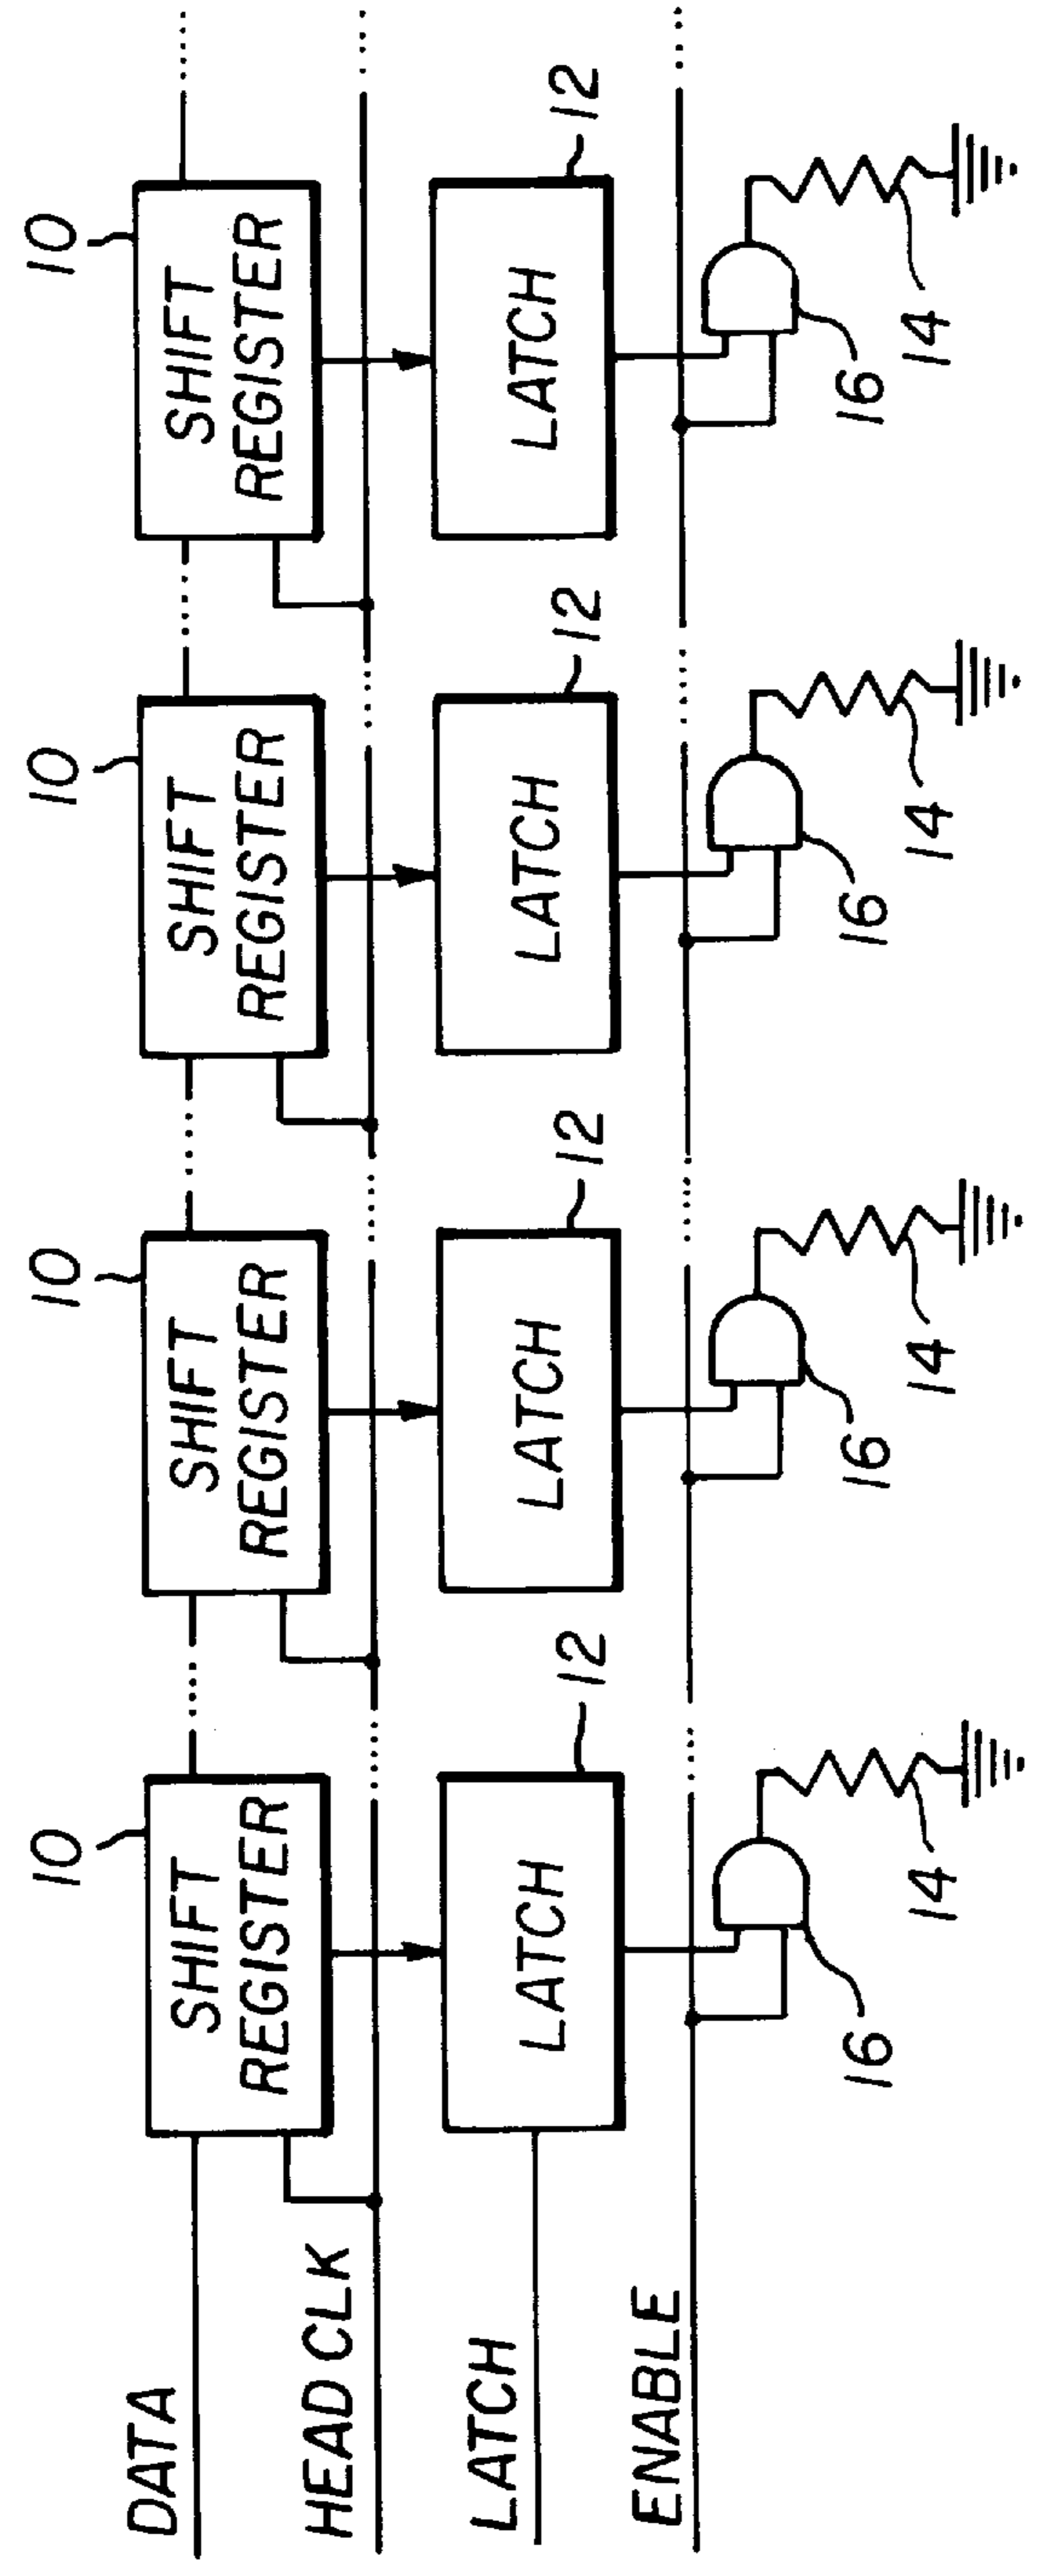 DATA
HEAD CLK
LATCH
ENABLE
10
SHIFT
REGISTER
12
LATCH
16
14
10
SHIFT
REGISTER
12
LATCH
16
14
10
SHIFT
REGISTER
12
LATCH
16
14
10
SHIFT
REGISTER
12
LATCH
16
14